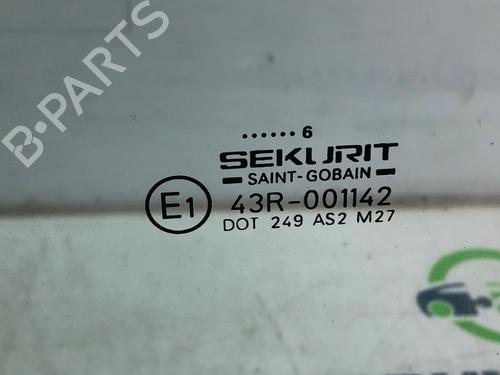 B-PARTS
...... 6
SEKURIT
SAINT-GOBAIN
E1 43R-001142
DOT 249 AS2 M27